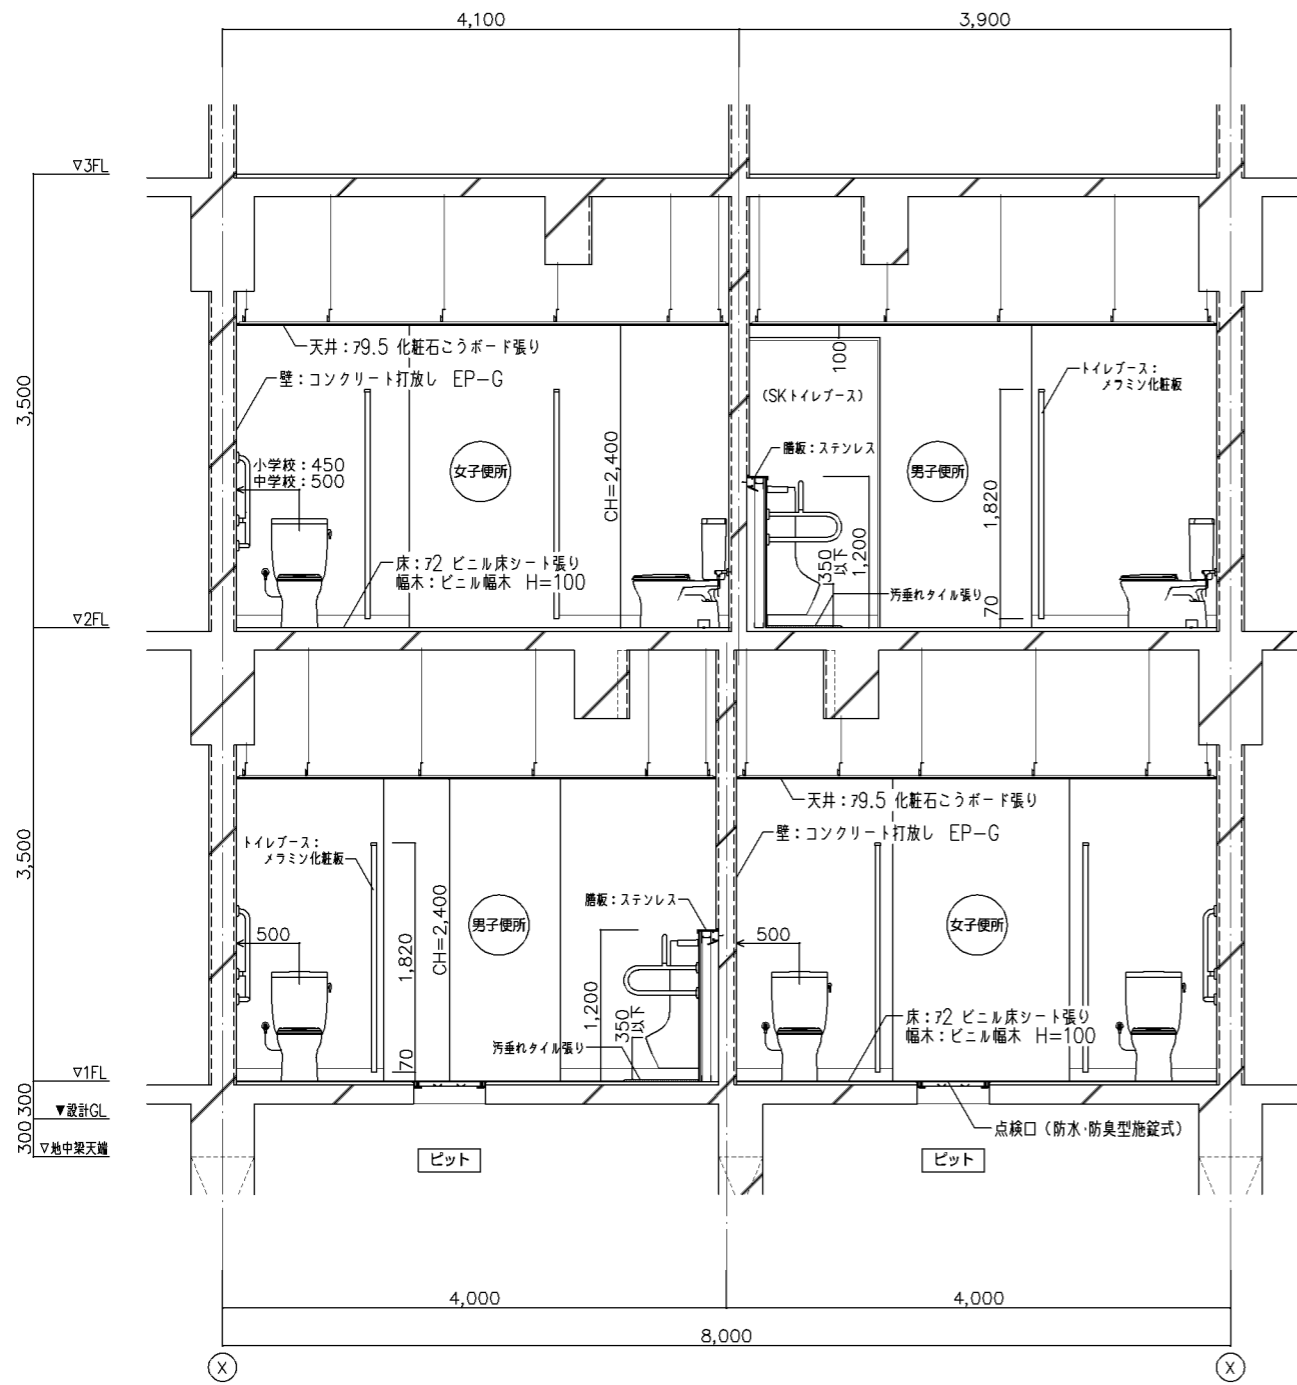 4,100
3,900
▽3FL
3,500
天井：ｱ9.5 化粧石こうボード張り
壁：コンクリート打放し EP－G
小学校：450
中学校：500
女子便所
CH=2,400
床：ｱ2 ビニル床シート張り
幅木：ビニル幅木 H=100
100
(SKトイレブース)
膳板：ステンレス
男子便所
トイレブース：
メラミン化粧板
1,820
1,200
350
以下
汚垂れタイル張り
70
▽2FL
天井：ｱ9.5 化粧石こうボード張り
壁：コンクリート打放し EP－G
3,500
トイレブース：
メラミン化粧板
500
1,820
70
CH=2,400
男子便所
膳板：ステンレス
1,200
350
以下
汚垂れタイル張り
500
女子便所
床：ｱ2 ビニル床シート張り
幅木：ビニル幅木 H=100
▽1FL
300
▼設計GL
300
▽地中梁天端
点検口（防水・防臭型施錠式）
ピット
ピット
4,000
4,000
8,000
X
X